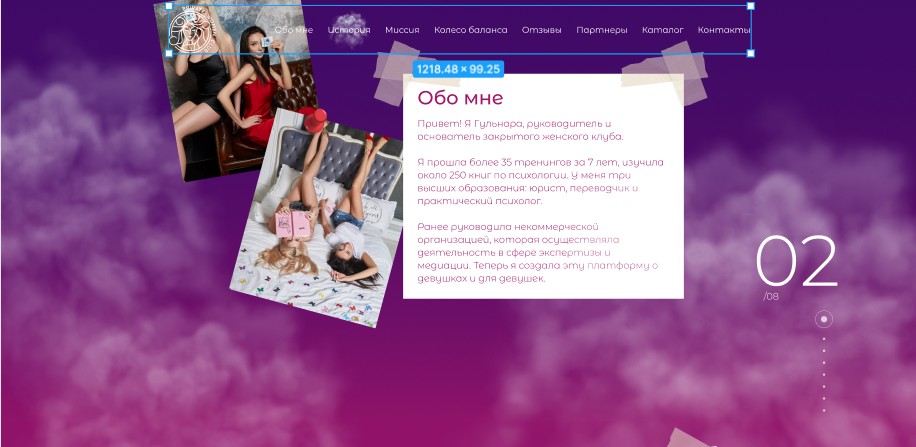 Обо мне История Миссия Колесо баланса Отзывы Партнеры Каталог Контакты
1218.48 × 99.25
Обо мне
Привет! Я Гульнара, руководитель и
основатель закрытого женского клуба.
Я прошла более 35 тренингов за 7 лет, изучила
около 250 книг по психологии. У меня три
высших образования: юрист, переводчик и
практический психолог.
Ранее руководила некоммерческой
организацией, которая осуществляла
деятельность в сфере экспертизы и
медиации. Теперь я создала эту платформу о
девушках и для девушек.
02
/08